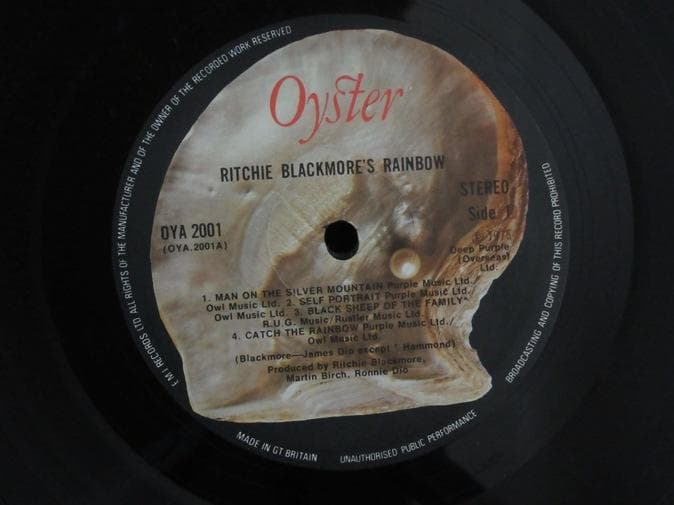 Oyster
RITCHIE BLACKMORE'S RAINBOW
STEREO
Side 1
OYA 2001
(OYA.2001A)
℗ 1975
Deep Purple
(Overseas)
Ltd.
1. MAN ON THE SILVER MOUNTAIN Purple Music Ltd./
Owl Music Ltd. 2. SELF PORTRAIT Purple Music Ltd./
Owl Music Ltd. 3. BLACK SHEEP OF THE FAMILY*
R.U.G. Music/Rustler Music Ltd.
4. CATCH THE RAINBOW Purple Music Ltd./
Owl Music Ltd.
(Blackmore—James Dio except * Hammond)
Produced by Ritchie Blackmore,
Martin Birch, Ronnie Dio
E.M.I. RECORDS LTD ALL RIGHTS OF THE MANUFACTURER AND OF THE OWNER OF THE RECORDED WORK RESERVED
BROADCASTING AND COPYING OF THIS RECORD PROHIBITED
UNAUTHORISED PUBLIC PERFORMANCE
MADE IN GT BRITAIN